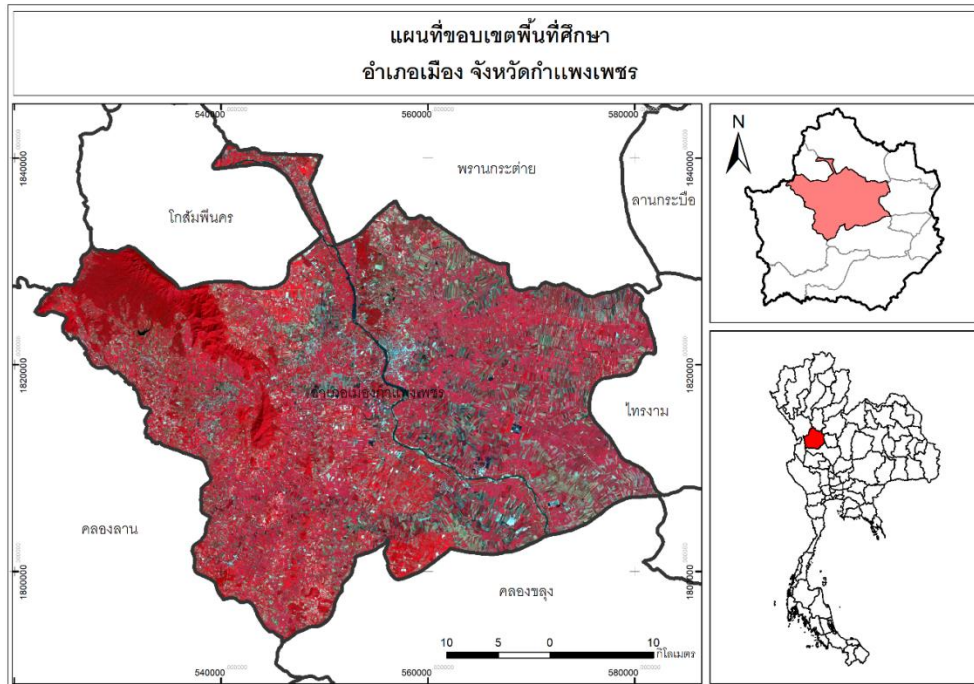 แผนที่ขอบเขตพื้นที่ศึกษา
อำเภอเมือง จังหวัดกำแพงเพชร
540000
560000
580000
1840000
1840000
N
พรานกระต่าย
ลานกระบือ
โกสัมพีนคร
1820000
1820000
อำเภอเมืองกำแพงเพชร
ไทรงาม
คลองลาน
1800000
1800000
คลองขลุง
10 5 0 10
กิโลเมตร
540000
560000
580000